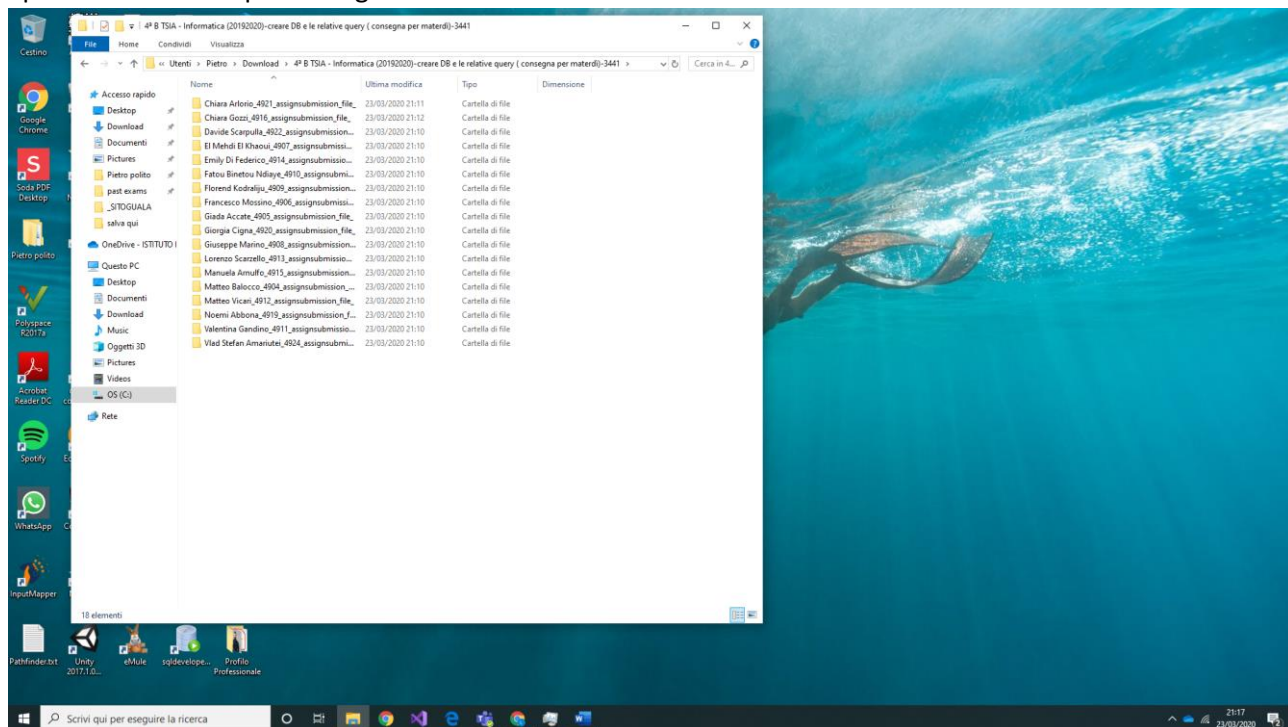 4ª B TSIA - Informatica (20192020)-creare DB e le relative query ( consegna per materdi)-3441
File Home Condividi Visualizza
« Utenti > Pietro > Download > 4ª B TSIA - Informatica (20192020)-creare DB e le relative query ( consegna per materdi)-3441 >
Cerca in 4...
Nome Ultima modifica Tipo Dimensione
Accesso rapido
Desktop
Download
Documenti
Pictures
Pietro polito
past exams
_SITOGUALA
salva qui
OneDrive - ISTITUTO I
Questo PC
Desktop
Documenti
Download
Music
Oggetti 3D
Pictures
Videos
OS (C:)
Rete
Chiara Arlorio_4921_assignsubmission_file_ 23/03/2020 21:11 Cartella di file
Chiara Gozzi_4916_assignsubmission_file_ 23/03/2020 21:12 Cartella di file
Davide Scarpulla_4922_assignsubmission... 23/03/2020 21:10 Cartella di file
El Mehdi El Khaoui_4907_assignsubmissi... 23/03/2020 21:10 Cartella di file
Emily Di Federico_4914_assignsubmissio... 23/03/2020 21:10 Cartella di file
Fatou Binetou Ndiaye_4910_assignsubmi... 23/03/2020 21:10 Cartella di file
Florend Kodraliju_4909_assignsubmission... 23/03/2020 21:10 Cartella di file
Francesco Mossino_4906_assignsubmissi... 23/03/2020 21:10 Cartella di file
Giada Accate_4905_assignsubmission_file_ 23/03/2020 21:10 Cartella di file
Giorgia Cigna_4920_assignsubmission_file_ 23/03/2020 21:10 Cartella di file
Giuseppe Marino_4908_assignsubmission... 23/03/2020 21:10 Cartella di file
Lorenzo Scarzello_4913_assignsubmissio... 23/03/2020 21:10 Cartella di file
Manuela Arnulfo_4915_assignsubmission... 23/03/2020 21:10 Cartella di file
Matteo Balocco_4904_assignsubmission_... 23/03/2020 21:10 Cartella di file
Matteo Vicari_4912_assignsubmission_file_ 23/03/2020 21:10 Cartella di file
Noemi Abbona_4919_assignsubmission_f... 23/03/2020 21:10 Cartella di file
Valentina Gandino_4911_assignsubmissio... 23/03/2020 21:10 Cartella di file
Vlad Stefan Amariutei_4924_assignsubmi... 23/03/2020 21:10 Cartella di file
18 elementi
Cestino
Google
Chrome
Soda PDF
Desktop
Pietro polito
Polyspace
R2017a
Acrobat
Reader DC
Spotify
WhatsApp
InputMapper
Pathfinder.txt
Unity
2017.1.0...
eMule
sqldevelope...
Profilo
Professionale
Scrivi qui per eseguire la ricerca
21:17
23/03/2020